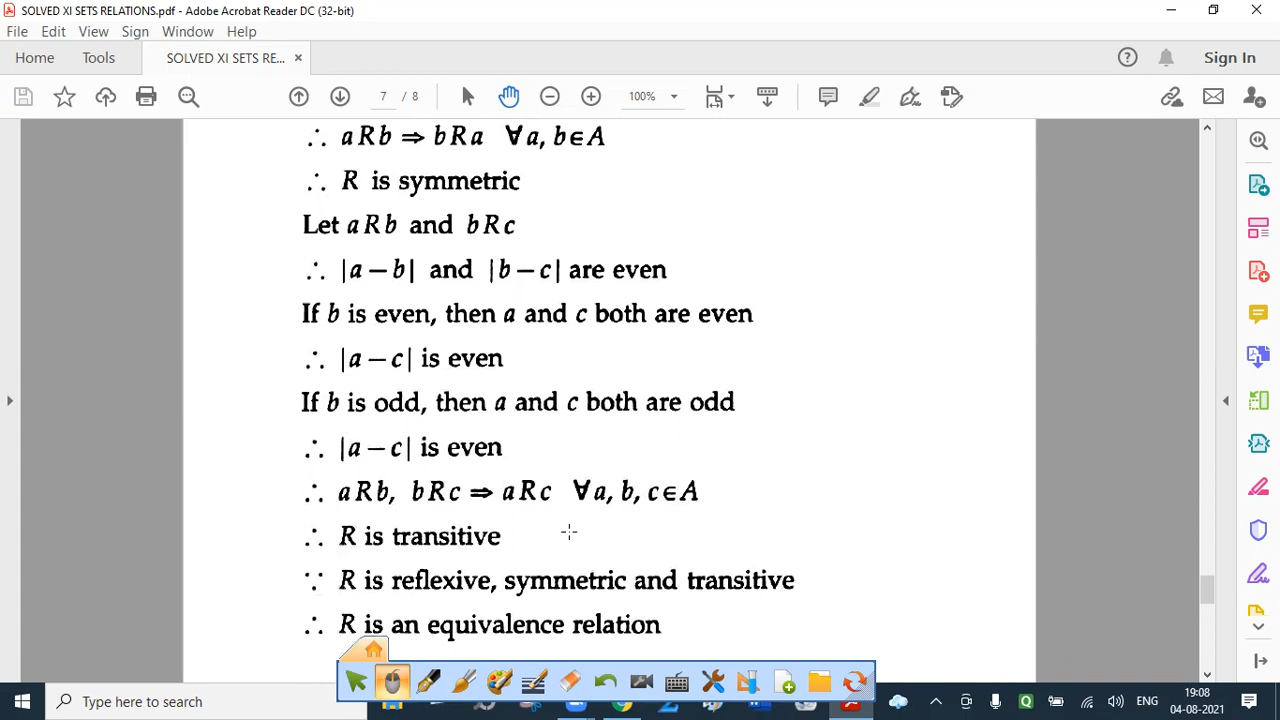 SOLVED XI SETS RELATIONS.pdf - Adobe Acrobat Reader DC (32-bit)
File Edit View Sign Window Help
Home Tools SOLVED XI SETS RE... × Sign In
7 / 8 100%
∴ aRb ⇒ bRa ∀a, b∈A
∴ R is symmetric
Let aRb and bRc
∴ |a−b| and |b−c| are even
If b is even, then a and c both are even
∴ |a−c| is even
If b is odd, then a and c both are odd
∴ |a−c| is even
∴ aRb, bRc ⇒ aRc ∀a, b, c∈A
∴ R is transitive
∵ R is reflexive, symmetric and transitive
∴ R is an equivalence relation
Type here to search
ENG
19:08
04-08-2021